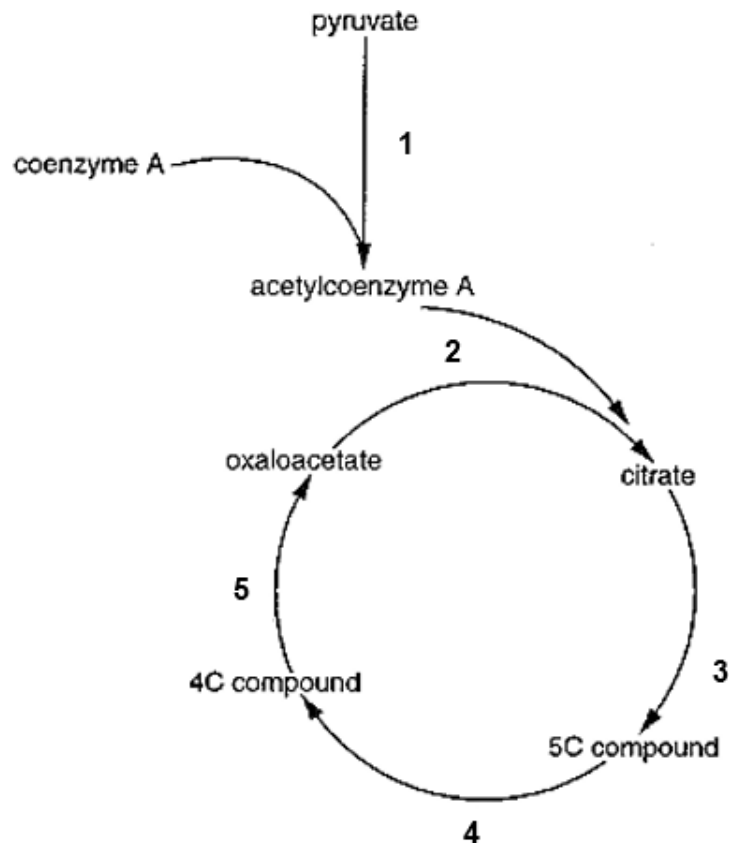 pyruvate
1
coenzyme A
acetylcoenzyme A
2
oxaloacetate
citrate
5
3
4C compound
5C compound
4